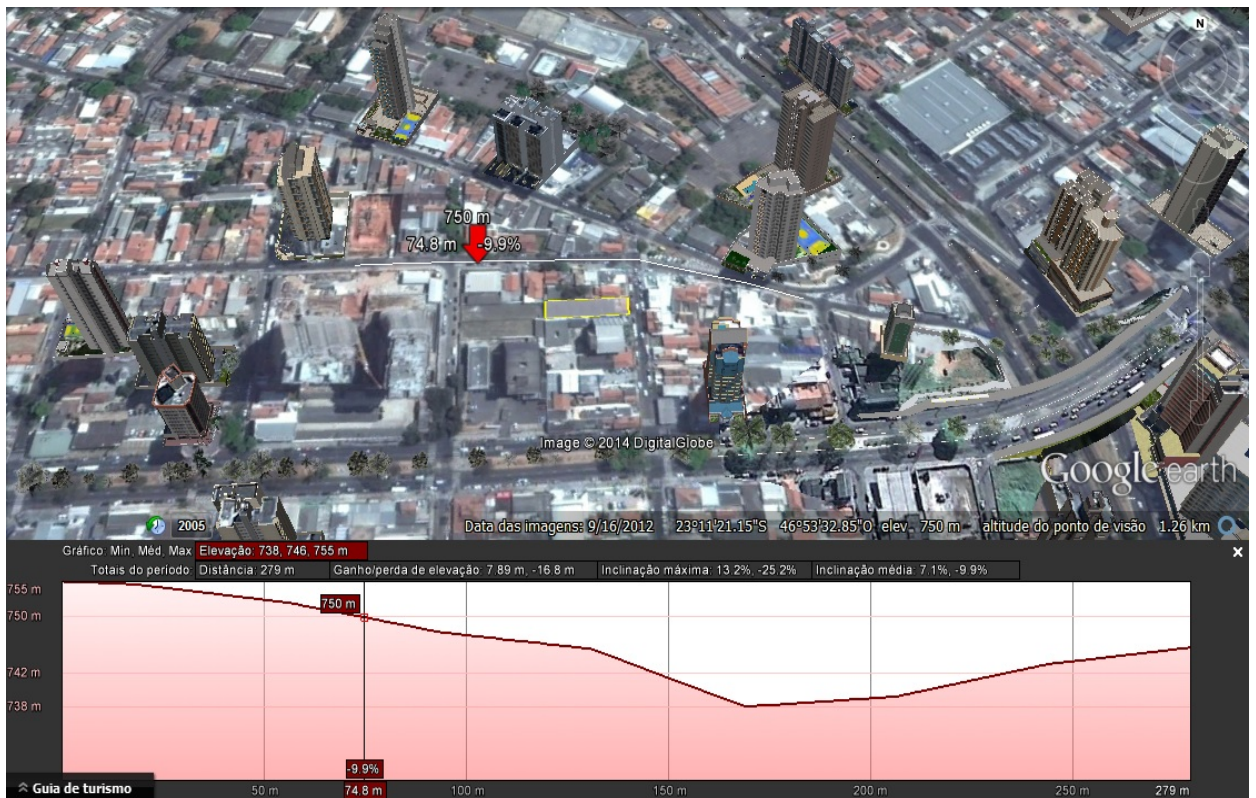 N
750 m
74.8 m -9.9%
Image © 2014 DigitalGlobe
Google earth
2005
Data das imagens: 9/16/2012 23°11'21.15"S 46°53'32.85"O elev. 750 m altitude do ponto de visão 1.26 km
Gráfico: Mín, Méd, Máx Elevação: 738, 746, 755 m
Totais do período: Distância: 279 m Ganho/perda de elevação: 7.89 m, -16.8 m Inclinação máxima: 13.2%, -25.2% Inclinação média: 7.1%, -9.9%
755 m
750 m
750 m
742 m
738 m
-9.9%
Guia de turismo
50 m 74.8 m 100 m 150 m 200 m 250 m 279 m